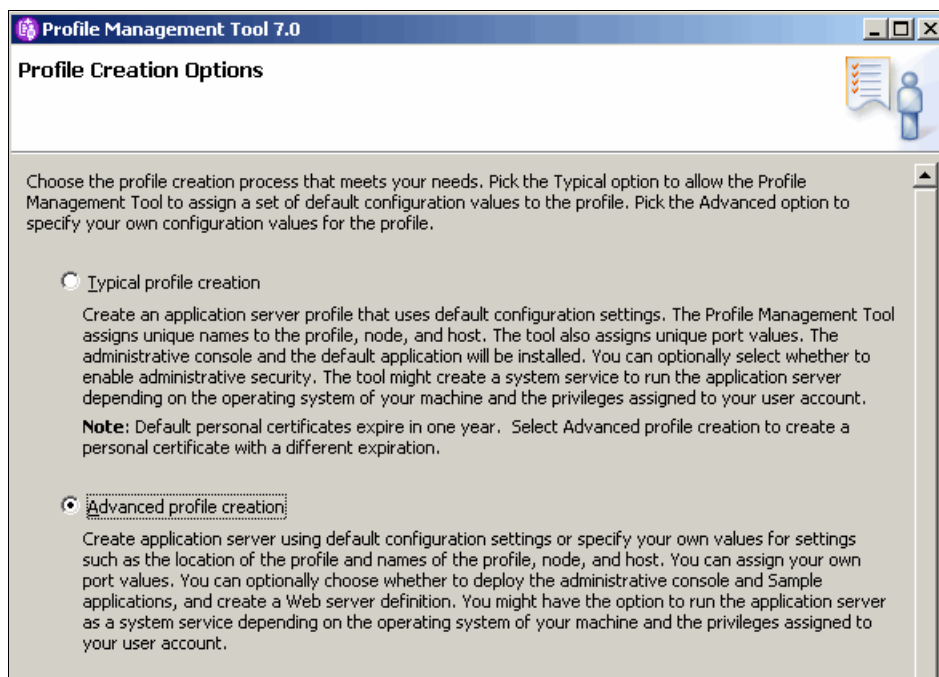 Profile Management Tool 7.0
Profile Creation Options
Choose the profile creation process that meets your needs. Pick the Typical option to allow the Profile
Management Tool to assign a set of default configuration values to the profile. Pick the Advanced option to
specify your own configuration values for the profile.
Typical profile creation
Create an application server profile that uses default configuration settings. The Profile Management Tool
assigns unique names to the profile, node, and host. The tool also assigns unique port values. The
administrative console and the default application will be installed. You can optionally select whether to
enable administrative security. The tool might create a system service to run the application server
depending on the operating system of your machine and the privileges assigned to your user account.
Note: Default personal certificates expire in one year. Select Advanced profile creation to create a
personal certificate with a different expiration.
Advanced profile creation
Create application server using default configuration settings or specify your own values for settings
such as the location of the profile and names of the profile, node, and host. You can assign your own
port values. You can optionally choose whether to deploy the administrative console and Sample
applications, and create a Web server definition. You might have the option to run the application server
as a system service depending on the operating system of your machine and the privileges assigned to
your user account.